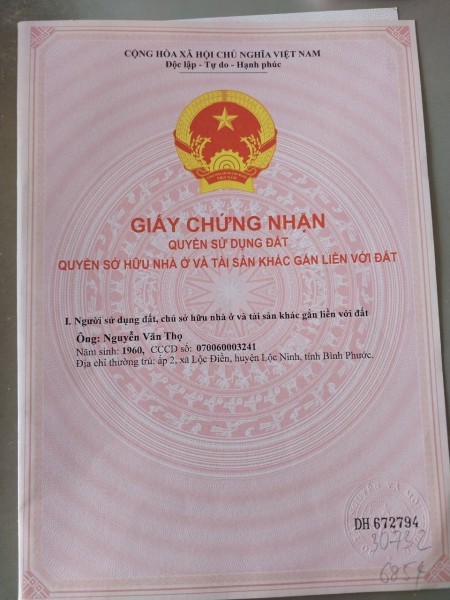 CỘNG HÒA XÃ HỘI CHỦ NGHĨA VIỆT NAM
Độc lập - Tự do - Hạnh phúc
GIẤY CHỨNG NHẬN
QUYỀN SỬ DỤNG ĐẤT
QUYỀN SỞ HỮU NHÀ Ở VÀ TÀI SẢN KHÁC GẮN LIỀN VỚI ĐẤT
I. Người sử dụng đất, chủ sở hữu nhà ở và tài sản khác gắn liền với đất
Ông: Nguyễn Văn Thọ
Năm sinh: 1960, CCCD số: 070060003241
Địa chỉ thường trú: ấp 2, xã Lộc Điền, huyện Lộc Ninh, tỉnh Bình Phước.
DH 672794
30732